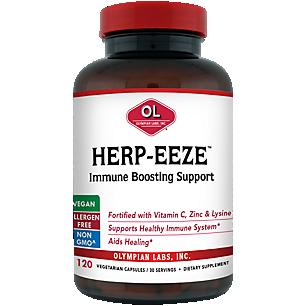 OL
OLYMPIAN LABS, INC.
HERP-EEZE™
Immune Boosting Support
VEGAN
ALLERGEN
FREE
NON
GMO^
Fortified with Vitamin C, Zinc & Lysine
Supports Healthy Immune System*
Aids Healing*
OLYMPIAN LABS, INC.
120 VEGETARIAN CAPSULES / 30 SERVINGS • DIETARY SUPPLEMENT